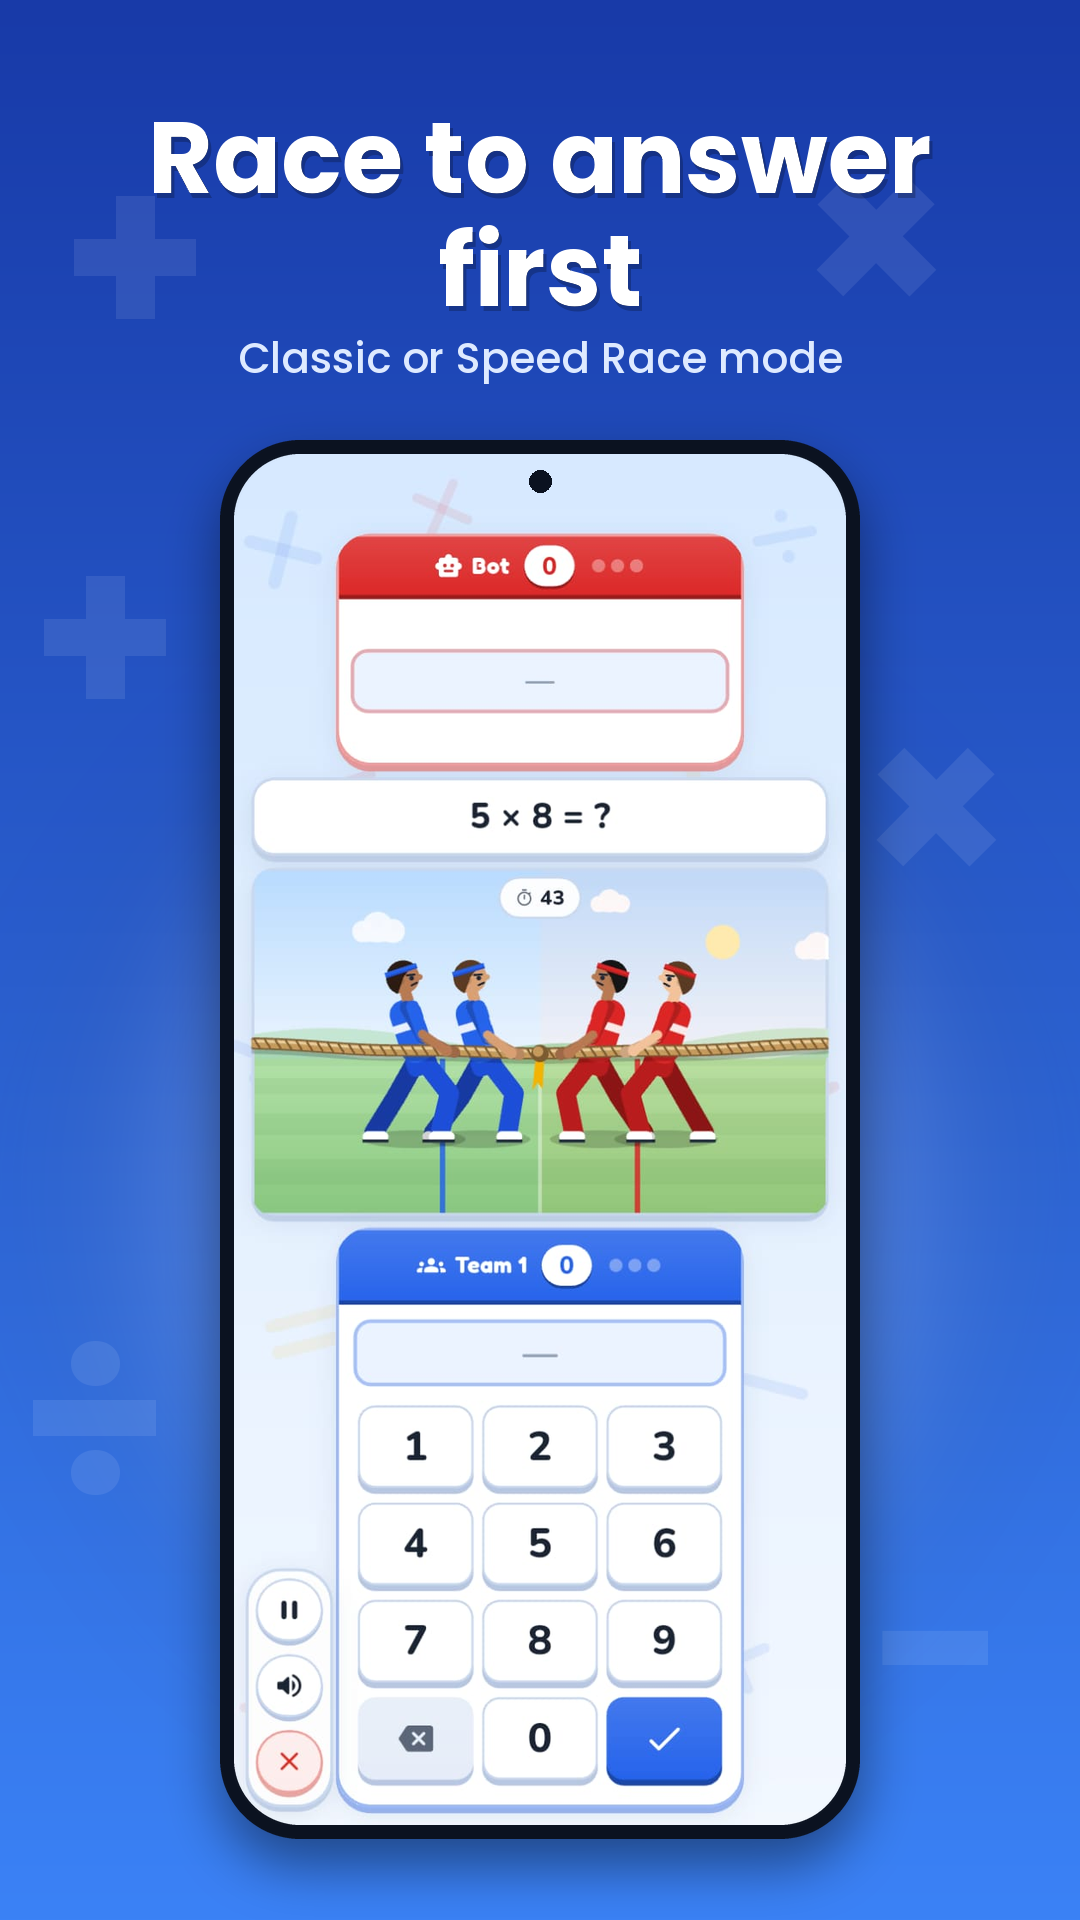 Race to answer
first
Classic or Speed Race mode
Bot 0
—
5 × 8 = ?
43
Team 1 0
—
1 2 3
4 5 6
7 8 9
0